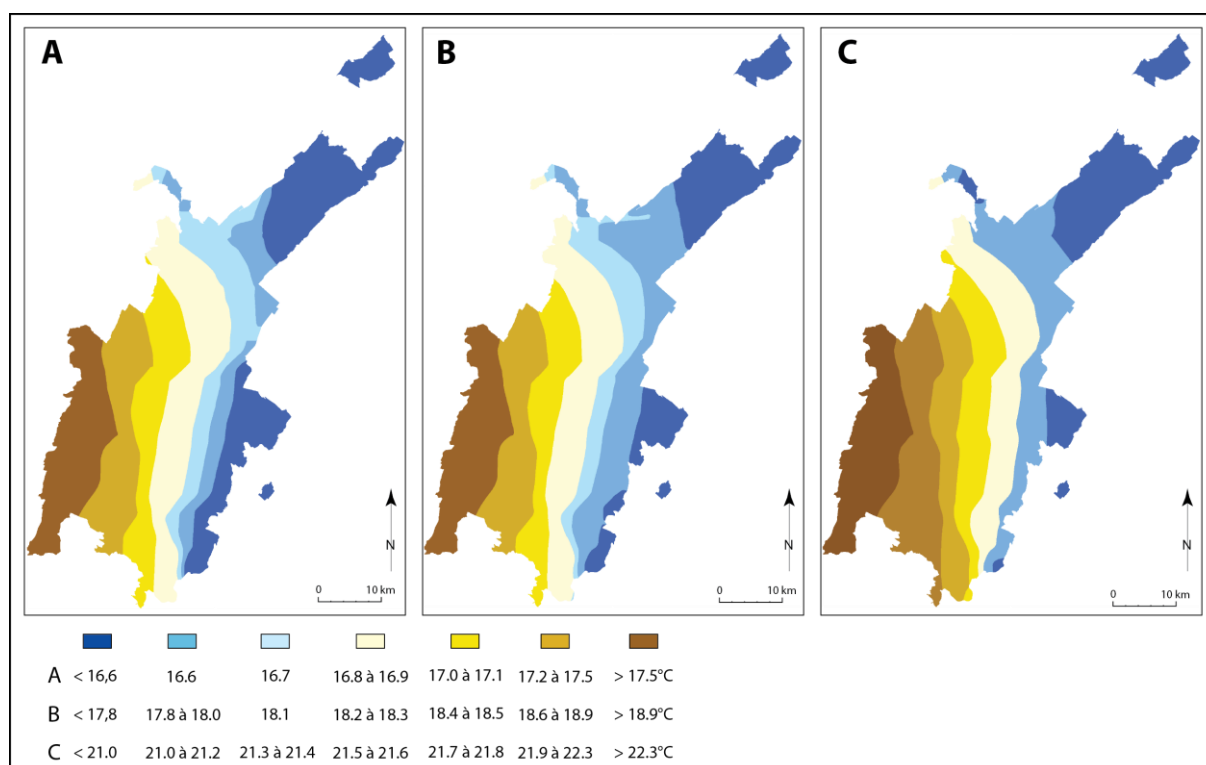 A B C
N N N
0 10 km 0 10 km 0 10 km
A < 16,6 16.6 16.7 16.8 à 16.9 17.0 à 17.1 17.2 à 17.5 > 17.5°C
B < 17,8 17.8 à 18.0 18.1 18.2 à 18.3 18.4 à 18.5 18.6 à 18.9 > 18.9°C
C < 21.0 21.0 à 21.2 21.3 à 21.4 21.5 à 21.6 21.7 à 21.8 21.9 à 22.3 > 22.3°C